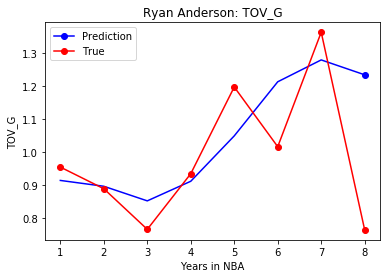 Ryan Anderson: TOV_G
Prediction
True
TOV_G
1.3
1.2
1.1
1.0
0.9
0.8
1 2 3 4 5 6 7 8
Years in NBA